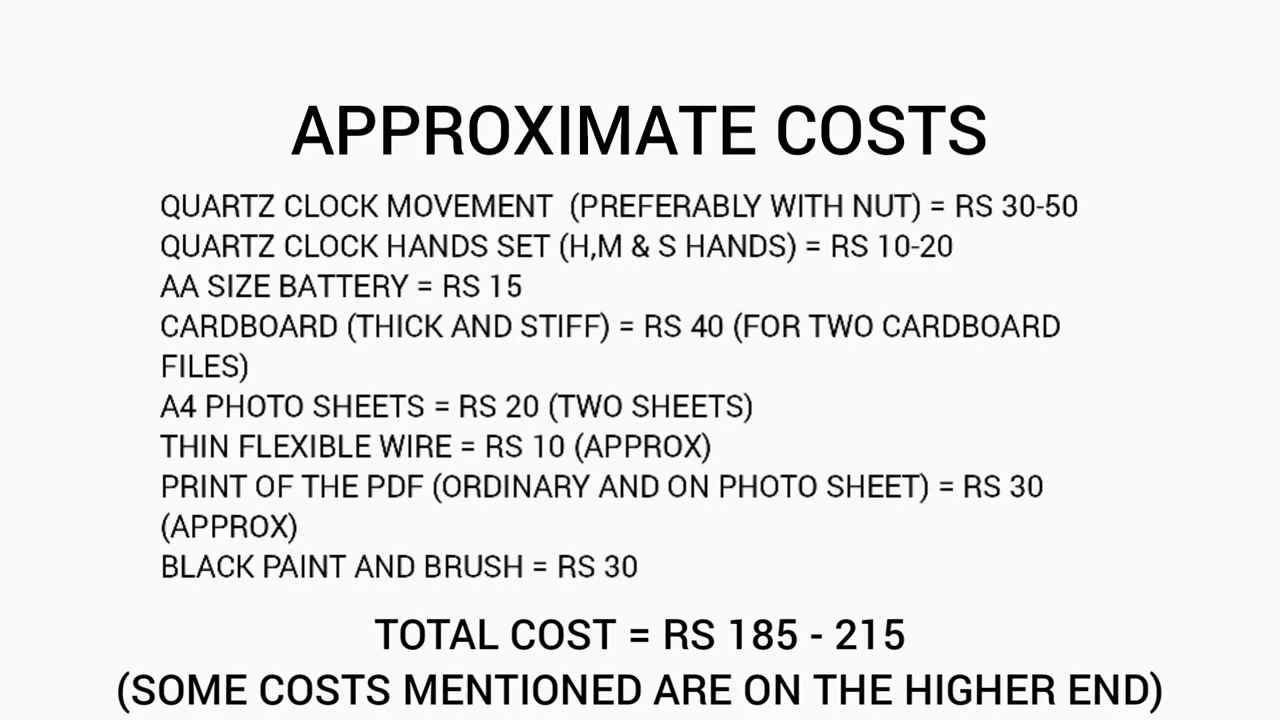 APPROXIMATE COSTS
QUARTZ CLOCK MOVEMENT (PREFERABLY WITH NUT) = RS 30-50
QUARTZ CLOCK HANDS SET (H,M & S HANDS) = RS 10-20
AA SIZE BATTERY = RS 15
CARDBOARD (THICK AND STIFF) = RS 40 (FOR TWO CARDBOARD
FILES)
A4 PHOTO SHEETS = RS 20 (TWO SHEETS)
THIN FLEXIBLE WIRE = RS 10 (APPROX)
PRINT OF THE PDF (ORDINARY AND ON PHOTO SHEET) = RS 30
(APPROX)
BLACK PAINT AND BRUSH = RS 30
TOTAL COST = RS 185 - 215
(SOME COSTS MENTIONED ARE ON THE HIGHER END)